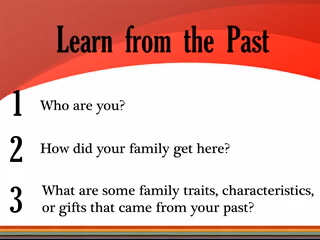 Learn from the Past
1 Who are you?
2 How did your family get here?
3 What are some family traits, characteristics,
or gifts that came from your past?